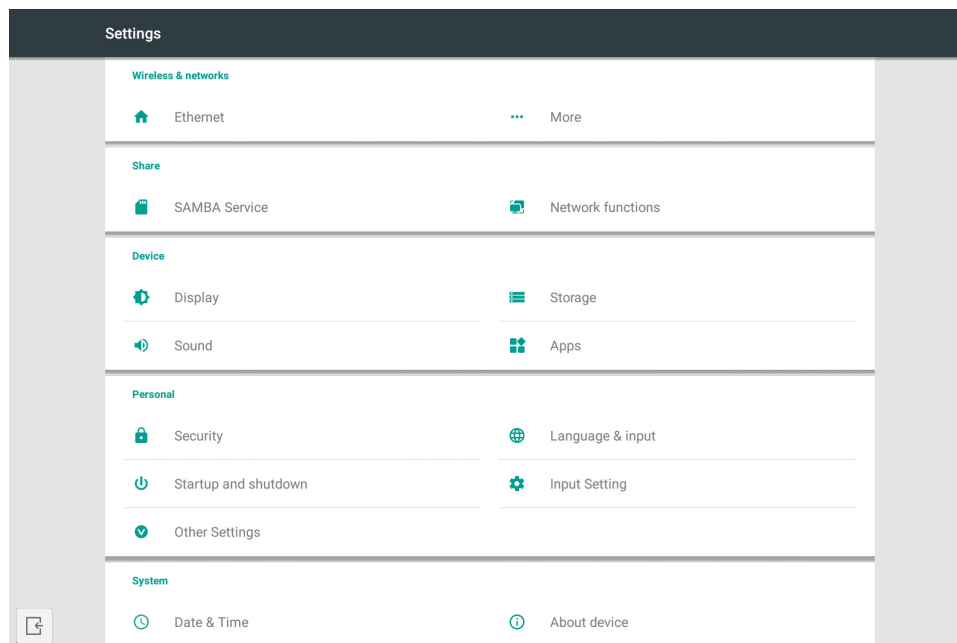 Settings
Wireless & networks
Ethernet
More
Share
SAMBA Service
Network functions
Device
Display
Storage
Sound
Apps
Personal
Security
Language & input
Startup and shutdown
Input Setting
Other Settings
System
Date & Time
About device